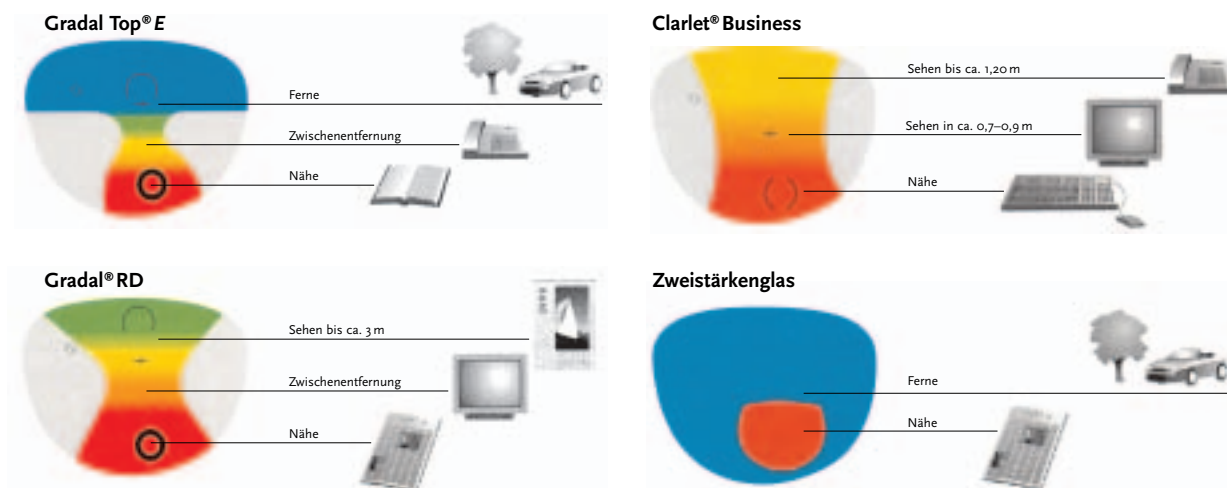 Gradal Top® E
Ferne
Zwischenentfernung
Nähe
Clarlet® Business
Sehen bis ca. 1,20 m
Sehen in ca. 0,7–0,9 m
Nähe
Gradal® RD
Sehen bis ca. 3 m
Zwischenentfernung
Nähe
Zweistärkenglas
Ferne
Nähe